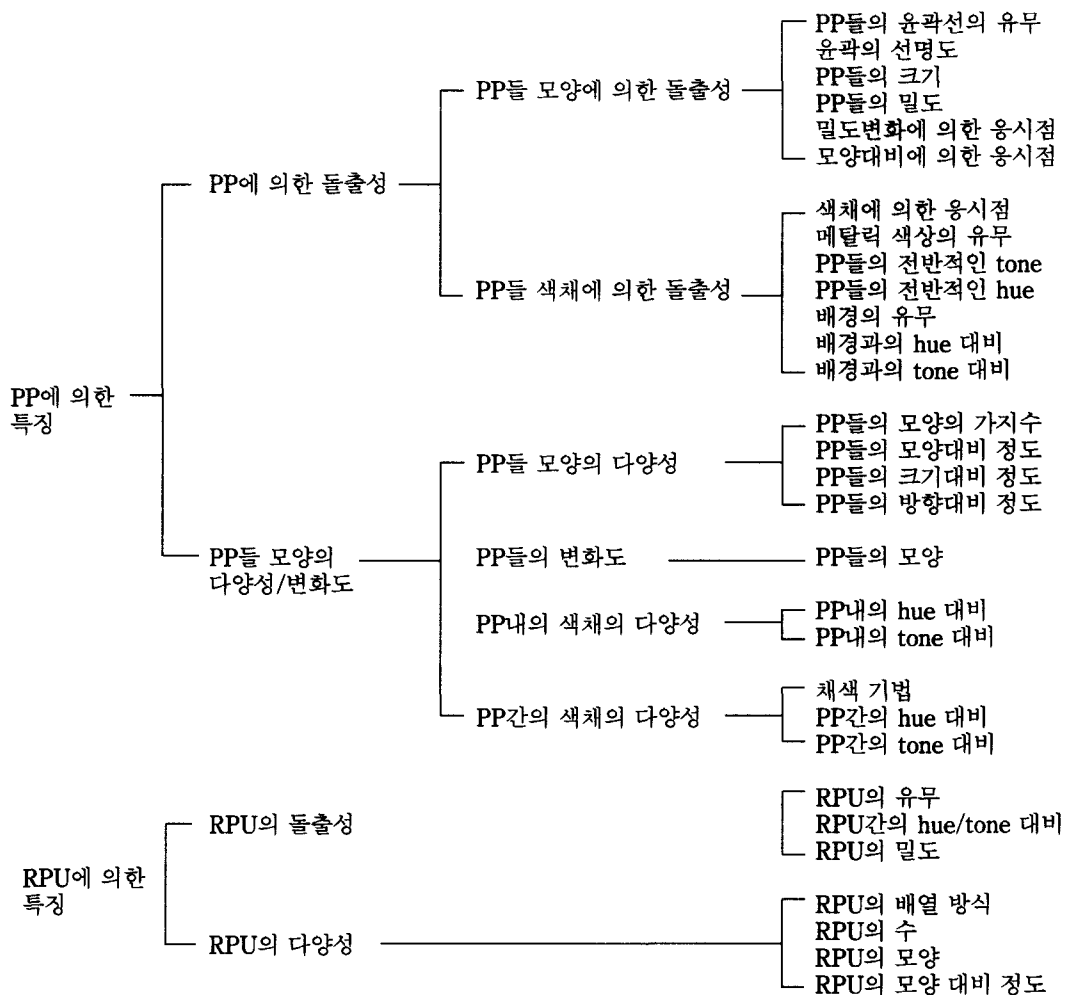 PP에 의한
특징
PP에 의한 돌출성
PP들 모양에 의한 돌출성
PP들의 윤곽선의 유무
윤곽의 선명도
PP들의 크기
PP들의 밀도
밀도변화에 의한 응시점
모양대비에 의한 응시점
PP들 색채에 의한 돌출성
색채에 의한 응시점
메탈릭 색상의 유무
PP들의 전반적인 tone
PP들의 전반적인 hue
배경의 유무
배경과의 hue 대비
배경과의 tone 대비
PP들 모양의
다양성/변화도
PP들 모양의 다양성
PP들의 모양의 가지수
PP들의 모양대비 정도
PP들의 크기대비 정도
PP들의 방향대비 정도
PP들의 변화도
PP들의 모양
PP내의 색채의 다양성
PP내의 hue 대비
PP내의 tone 대비
PP간의 색채의 다양성
채색 기법
PP간의 hue 대비
PP간의 tone 대비
RPU에 의한
특징
RPU의 돌출성
RPU의 유무
RPU간의 hue/tone 대비
RPU의 밀도
RPU의 다양성
RPU의 배열 방식
RPU의 수
RPU의 모양
RPU의 모양 대비 정도